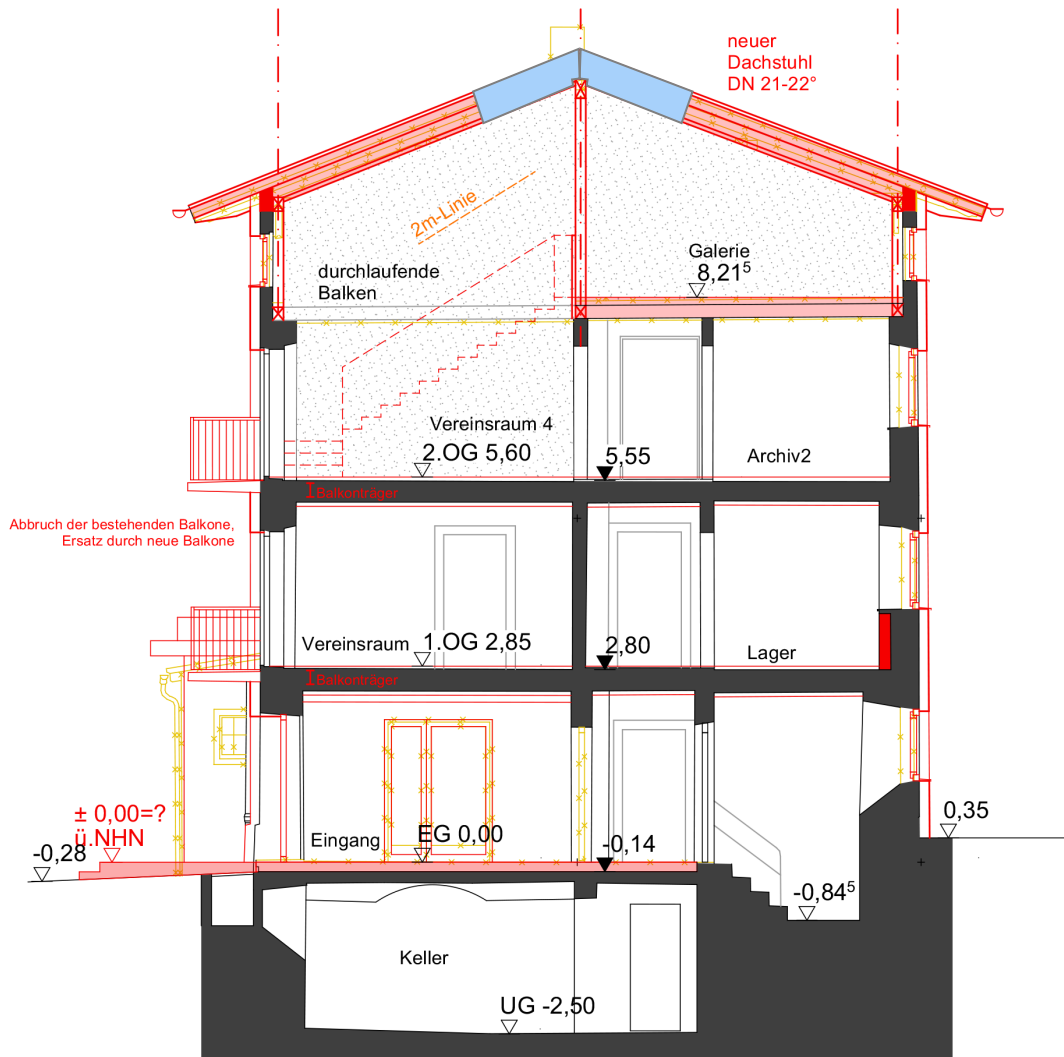 neuer
Dachstuhl
DN 21-22°
2m-Linie
durchlaufende
Balken
Galerie
8,21⁵
Vereinsraum 4
2.OG 5,60
5,55
Archiv2
Balkonträger
Abbruch der bestehenden Balkone,
Ersatz durch neue Balkone
Vereinsraum
1.OG 2,85
2,80
Lager
Balkonträger
± 0,00=?
ü.NHN
-0,28
Eingang
EG 0,00
-0,14
0,35
-0,84⁵
Keller
UG -2,50